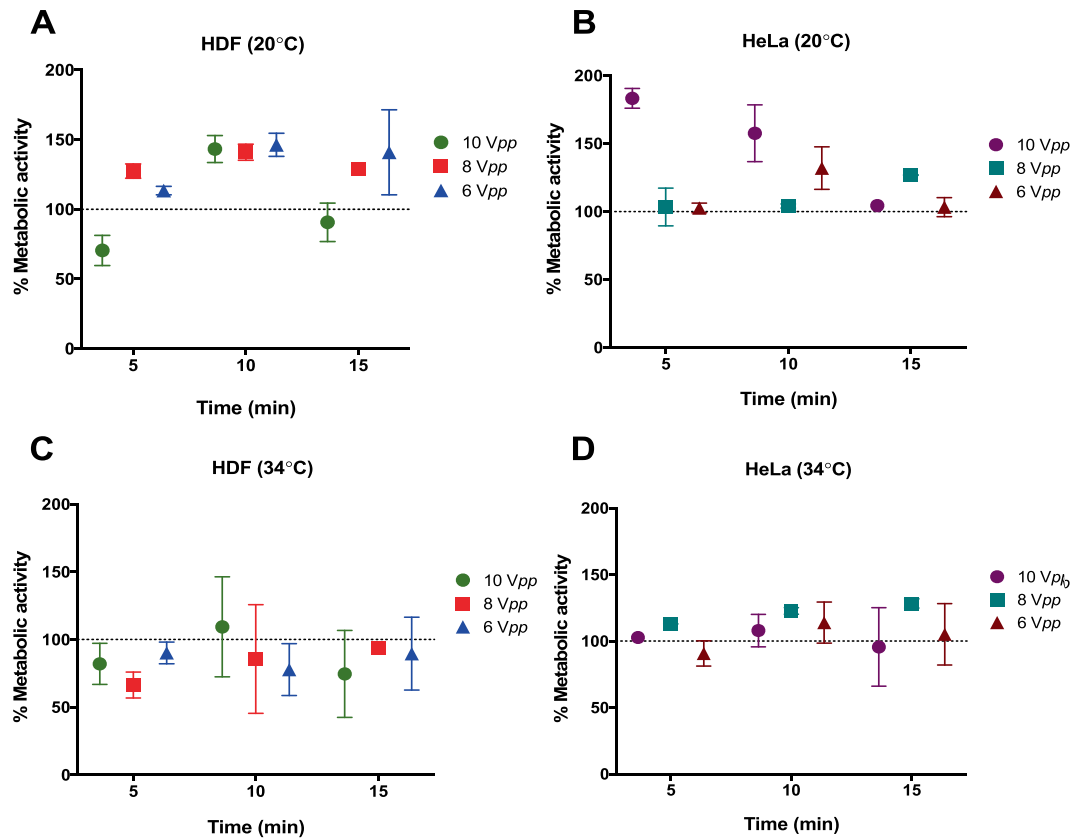 A
HDF (20°C)
% Metabolic activity
200
150
100
50
0
5
10
15
Time (min)
10 Vpp
8 Vpp
6 Vpp
B
HeLa (20°C)
% Metabolic activity
200
150
100
50
0
5
10
15
Time (min)
10 Vpp
8 Vpp
6 Vpp
C
HDF (34°C)
% Metabolic activity
200
150
100
50
0
5
10
15
Time (min)
10 Vpp
8 Vpp
6 Vpp
D
HeLa (34°C)
% Metabolic activity
200
150
100
50
0
5
10
15
Time (min)
10
8 Vpp
6 Vpp